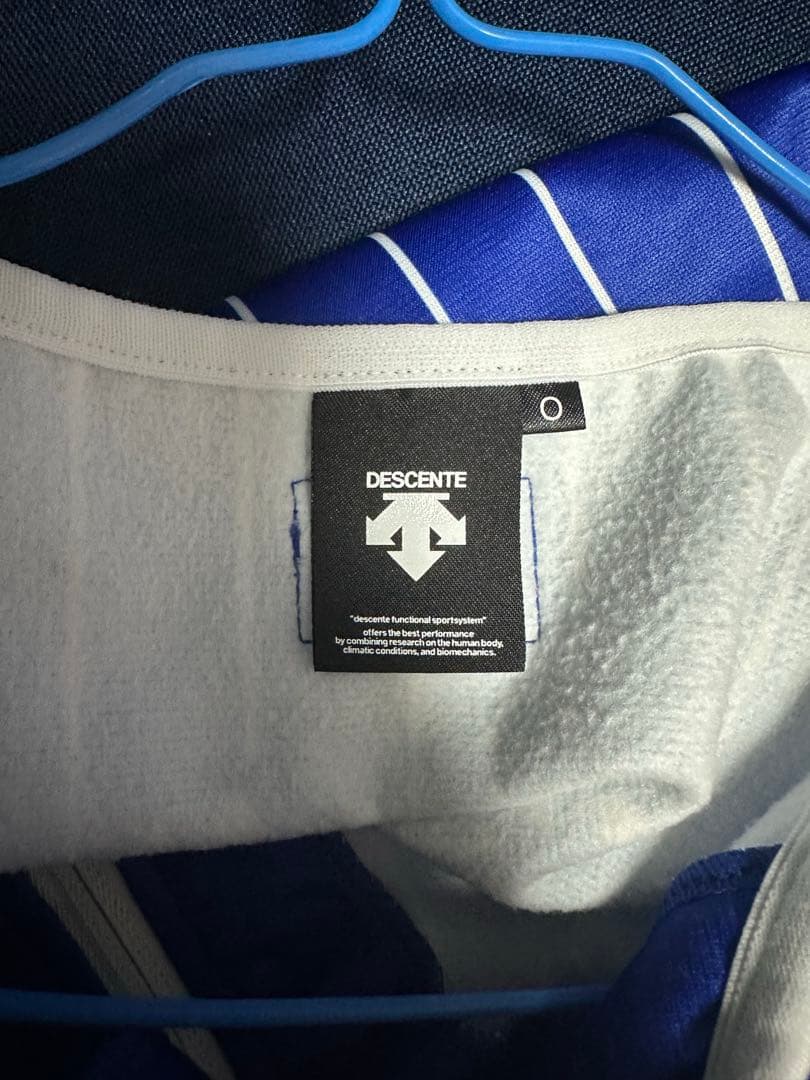 O
DESCENTE
"descente functional sportsystem"
offers the best performance
by combining research on the human body,
climatic conditions, and biomechanics.